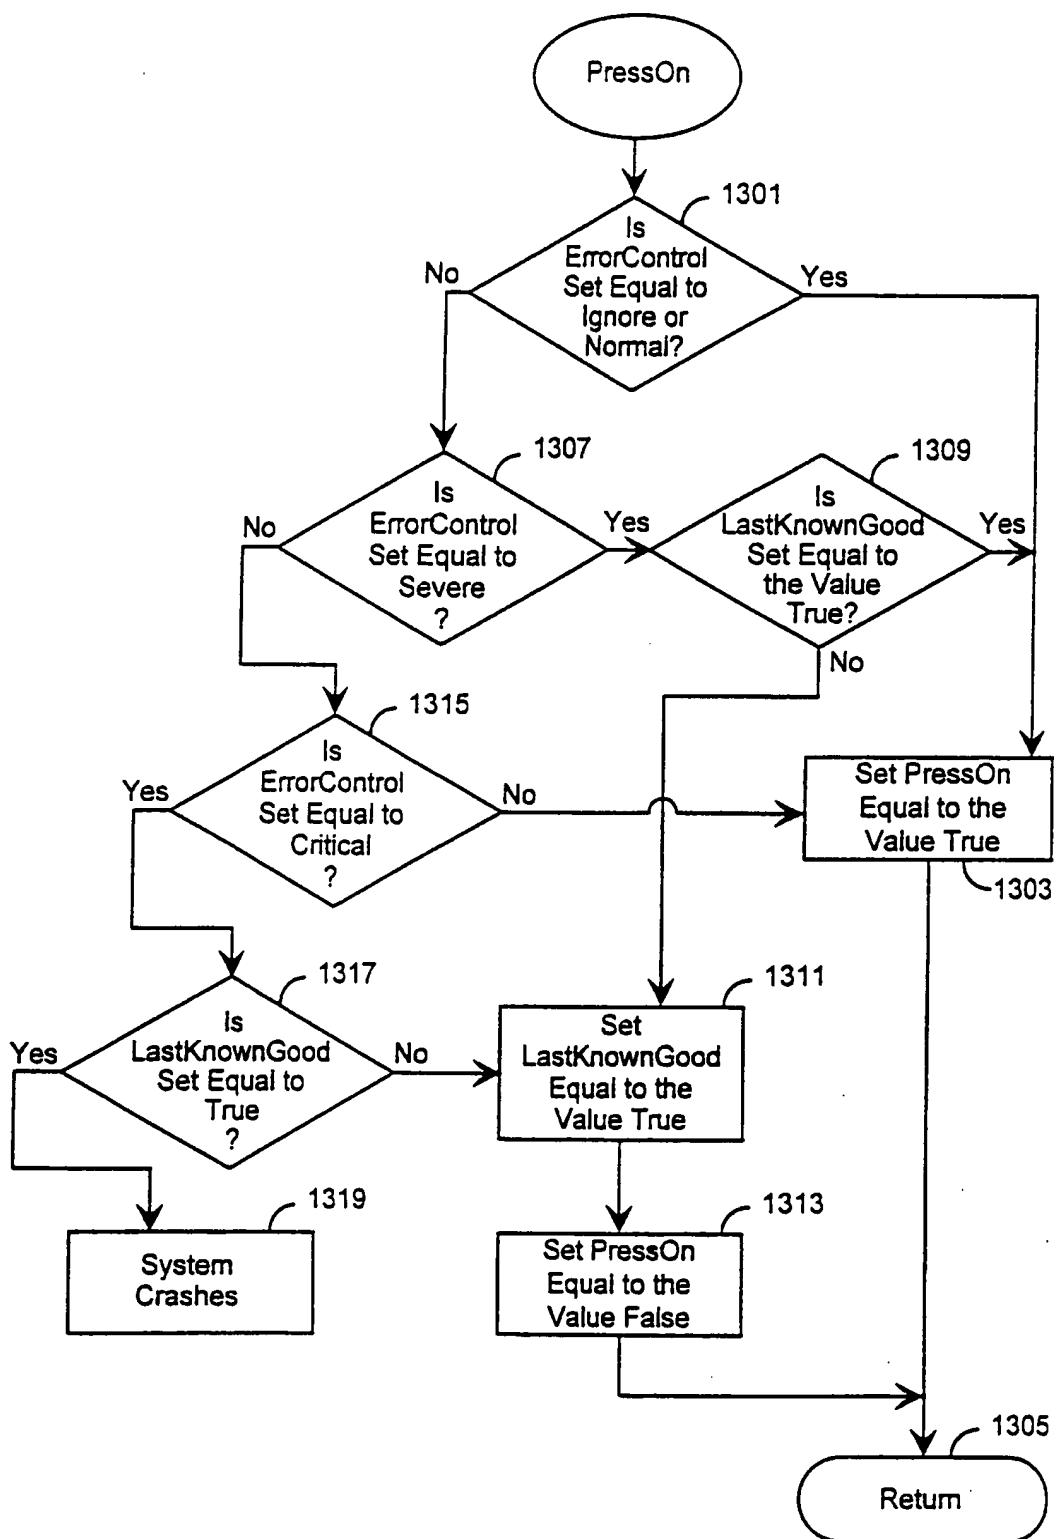 PressOn
1301
Is
ErrorControl
Set Equal to
Ignore or
Normal?
No
Yes
1307
Is
ErrorControl
Set Equal to
Severe
?
No
Yes
1309
Is
LastKnownGood
Set Equal to
the Value
True?
Yes
No
1315
Is
ErrorControl
Set Equal to
Critical
?
Yes
No
Set PressOn
Equal to the
Value True
1303
1317
Is
LastKnownGood
Set Equal to
True
?
Yes
No
1311
Set
LastKnownGood
Equal to the
Value True
1319
System
Crashes
1313
Set PressOn
Equal to the
Value False
1305
Return